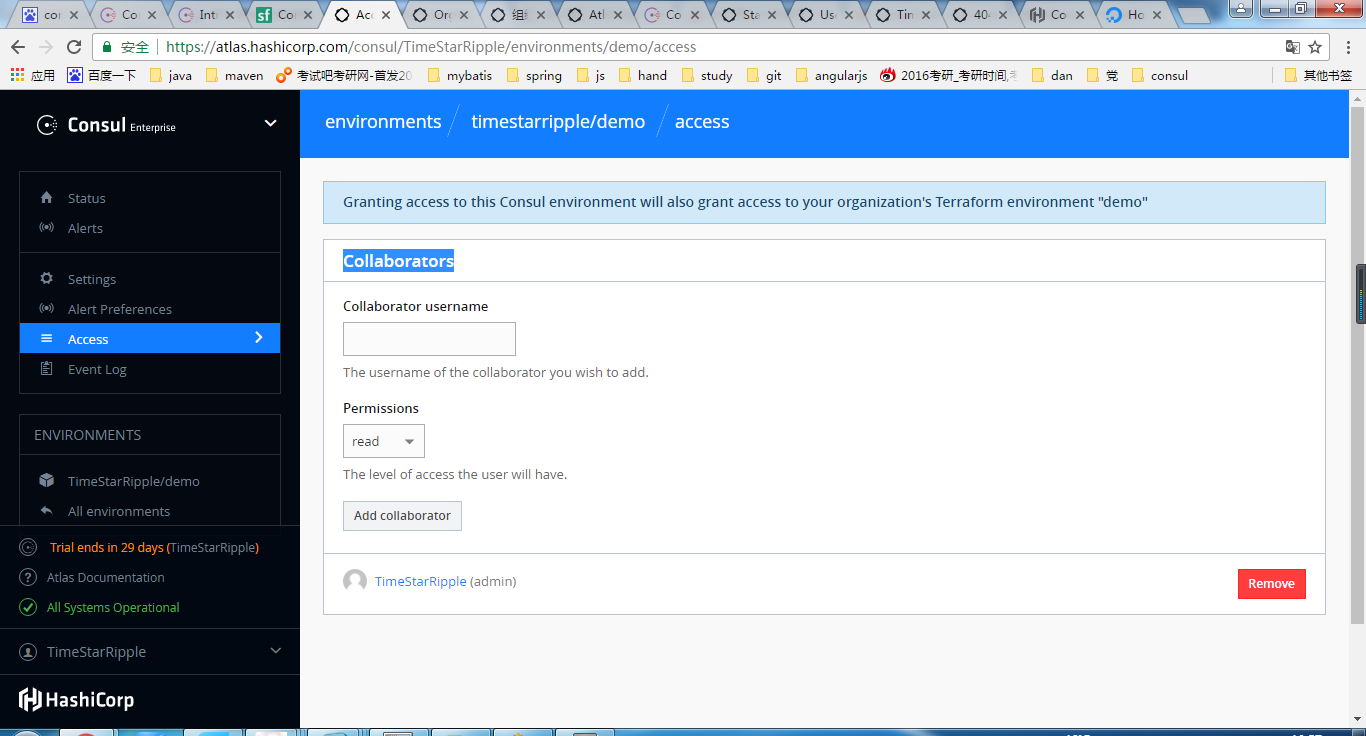 cor
Co
Int
Co
Acc
Or
组织
Atl
Co
Sta
Us
Tin
404
Co
Ho
安全 https://atlas.hashicorp.com/consul/TimeStarRipple/environments/demo/access
应用 百度一下 java maven 考试吧考研网-首发20 mybatis spring js hand study git angularjs 2016考研_考研时间,考 dan 党 consul 其他书签
Consul Enterprise
Status
Alerts
Settings
Alert Preferences
Access
Event Log
ENVIRONMENTS
TimeStarRipple/demo
All environments
Trial ends in 29 days (TimeStarRipple)
Atlas Documentation
All Systems Operational
TimeStarRipple
HashiCorp
environments / timestarripple/demo / access
Granting access to this Consul environment will also grant access to your organization's Terraform environment "demo"
Collaborators
Collaborator username
The username of the collaborator you wish to add.
Permissions
read
The level of access the user will have.
Add collaborator
TimeStarRipple (admin)
Remove